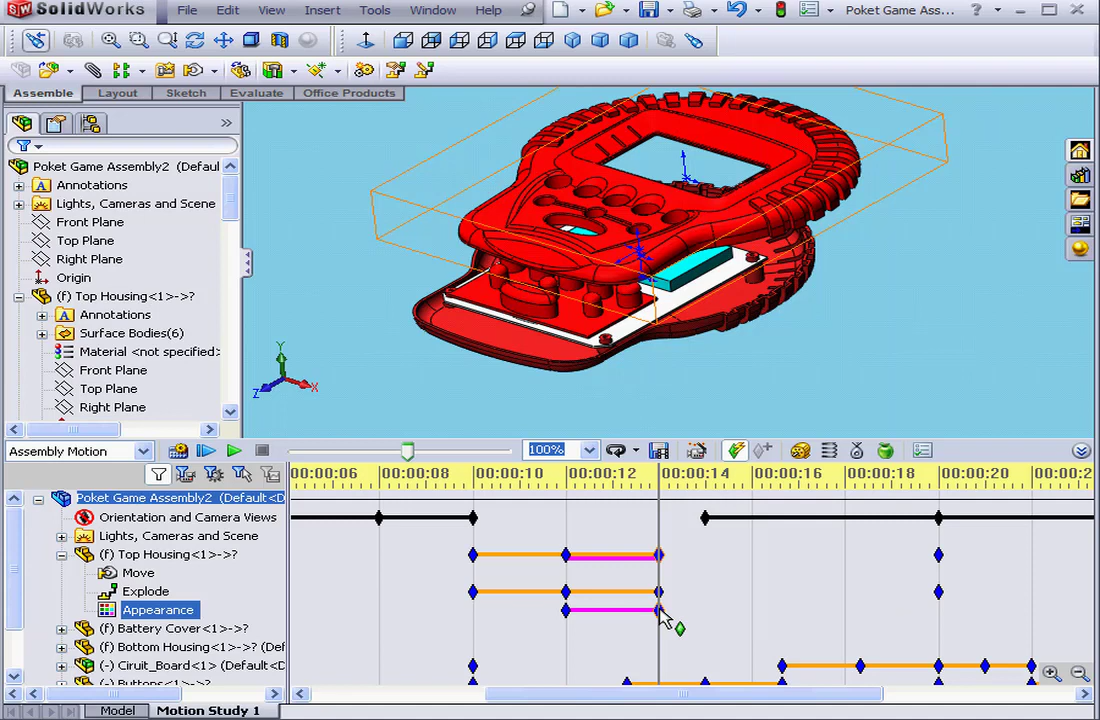 SolidWorks File Edit View Insert Tools Window Help Poket Game Ass... ?
Assemble Layout Sketch Evaluate Office Products
Poket Game Assembly2 (Defaul
Annotations
Lights, Cameras and Scene
Front Plane
Top Plane
Right Plane
Origin
(f) Top Housing<1>->?
Annotations
Surface Bodies(6)
Material <not specified>
Front Plane
Top Plane
Right Plane
Y
X
Z
Assembly Motion 100%
00:00:06 00:00:08 00:00:10 00:00:12 00:00:14 00:00:16 00:00:18 00:00:20 00:00:2
Poket Game Assembly2 (Default<D
Orientation and Camera Views
Lights, Cameras and Scene
(f) Top Housing<1>->?
Move
Explode
Appearance
(f) Battery Cover<1>->?
(f) Bottom Housing<1>->? (Def
(-) Ciruit_Board<1> (Default<D
(-) Buttons<1>->?
Model Motion Study 1